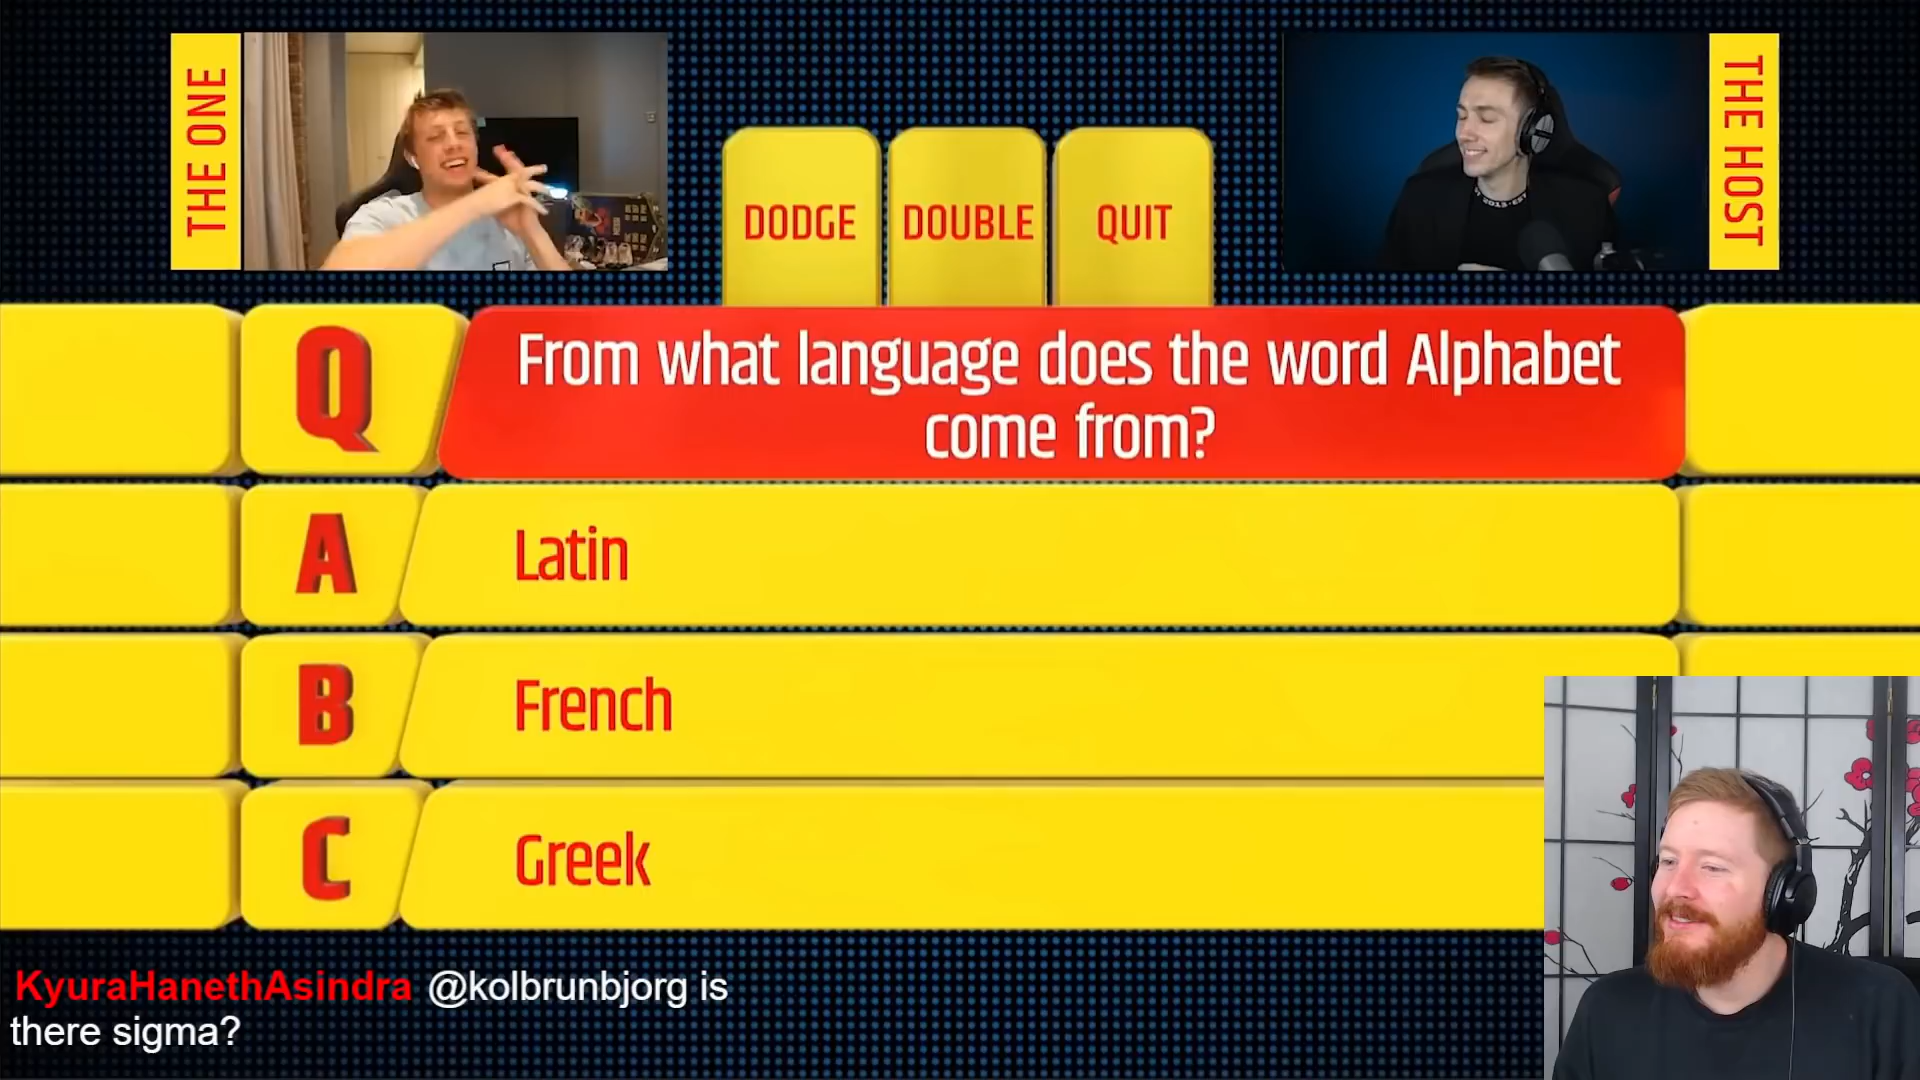 THE ONE
THE HOST
DODGE
DOUBLE
QUIT
Q
From what language does the word Alphabet
come from?
A
Latin
B
French
C
Greek
KyuraHanethAsindra @kolbrunbjorg is
there sigma?